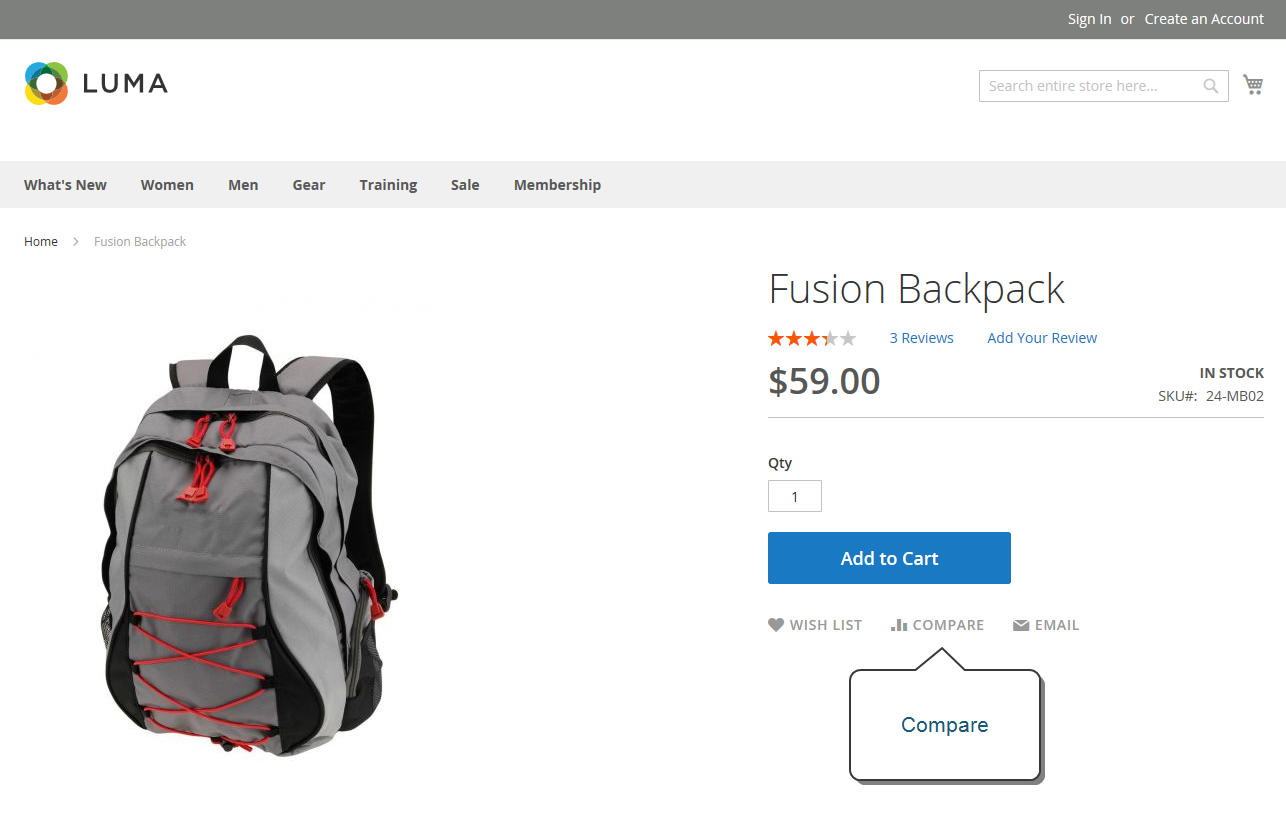 Sign In or Create an Account
LUMA
Search entire store here...
What's New Women Men Gear Training Sale Membership
Home > Fusion Backpack
Fusion Backpack
3 Reviews Add Your Review
$59.00
IN STOCK
SKU#: 24-MB02
Qty
1
Add to Cart
WISH LIST COMPARE EMAIL
Compare